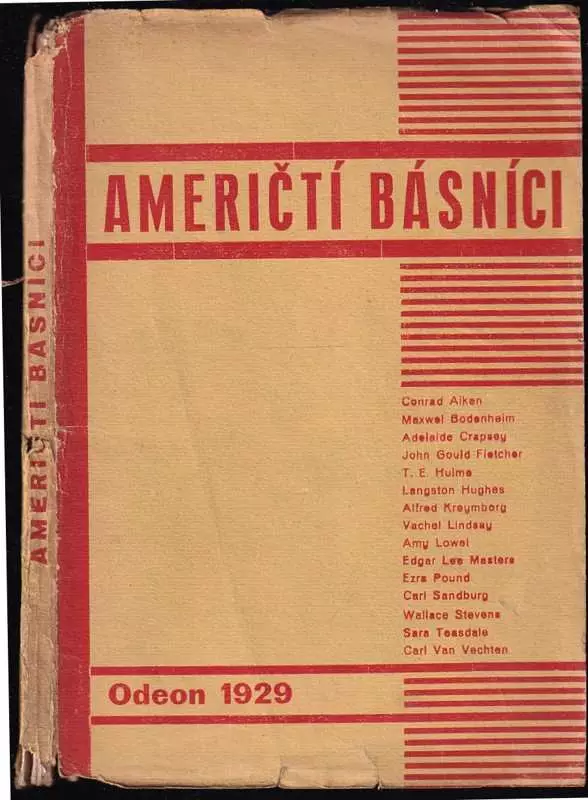 AMERIČTÍ BÁSNÍCI
AMERIČTÍ BÁSNÍCI
Conrad Aiken
Maxwel Bodenheim
Adelaide Crapsey
John Gould Fletcher
T. E. Hulme
Langston Hughes
Alfred Kreymborg
Vachel Lindsay
Amy Lowel
Edgar Lee Masters
Ezra Pound
Carl Sandburg
Wallace Stevens
Sara Teasdale
Carl Van Vechten
Odeon 1929